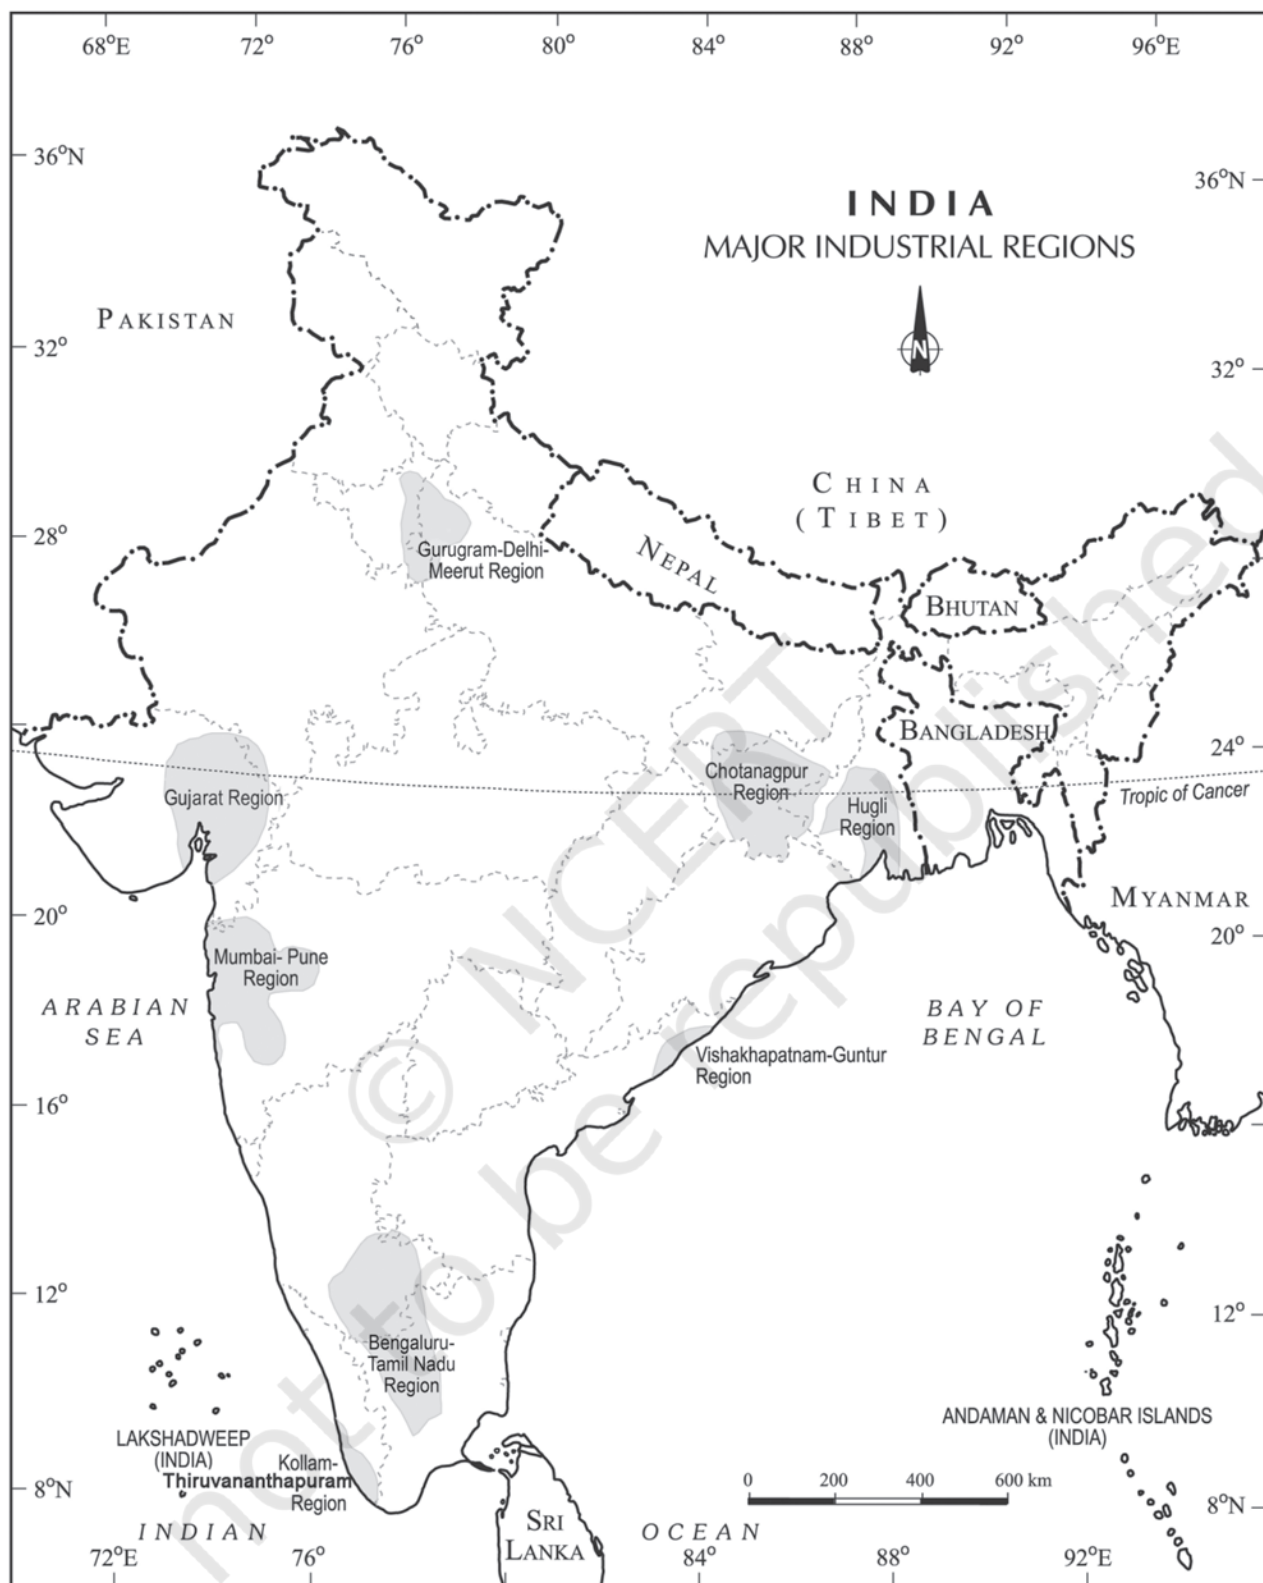 68°E 72° 76° 80° 84° 88° 92° 96°E
36°N
36°N
INDIA
MAJOR INDUSTRIAL REGIONS
N
PAKISTAN
32°
32°
CHINA
(TIBET)
28°
NEPAL
Gurugram-Delhi-
Meerut Region
BHUTAN
BANGLADESH
24°
Tropic of Cancer
Gujarat Region
Chotanagpur
Region
Hugli
Region
MYANMAR
20°
20°
Mumbai- Pune
Region
ARABIAN
SEA
BAY OF
BENGAL
Vishakhapatnam-Guntur
Region
16°
12°
12°
Bengaluru-
Tamil Nadu
Region
LAKSHADWEEP
(INDIA)
ANDAMAN & NICOBAR ISLANDS
(INDIA)
Kollam-
Thiruvananthapuram
Region
8°N
8°N
0 200 400 600 km
SRI
LANKA
INDIAN OCEAN
72°E 76° 84° 88° 92°E
© NCERT
not to be republished